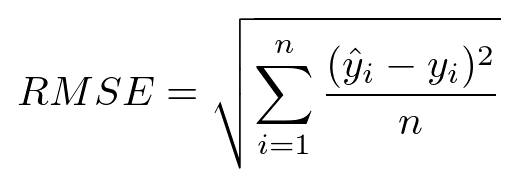 $RMSE = \sqrt{\sum_{i=1}^{n} \frac{(\hat{y}_i - y_i)^2}{n}}$